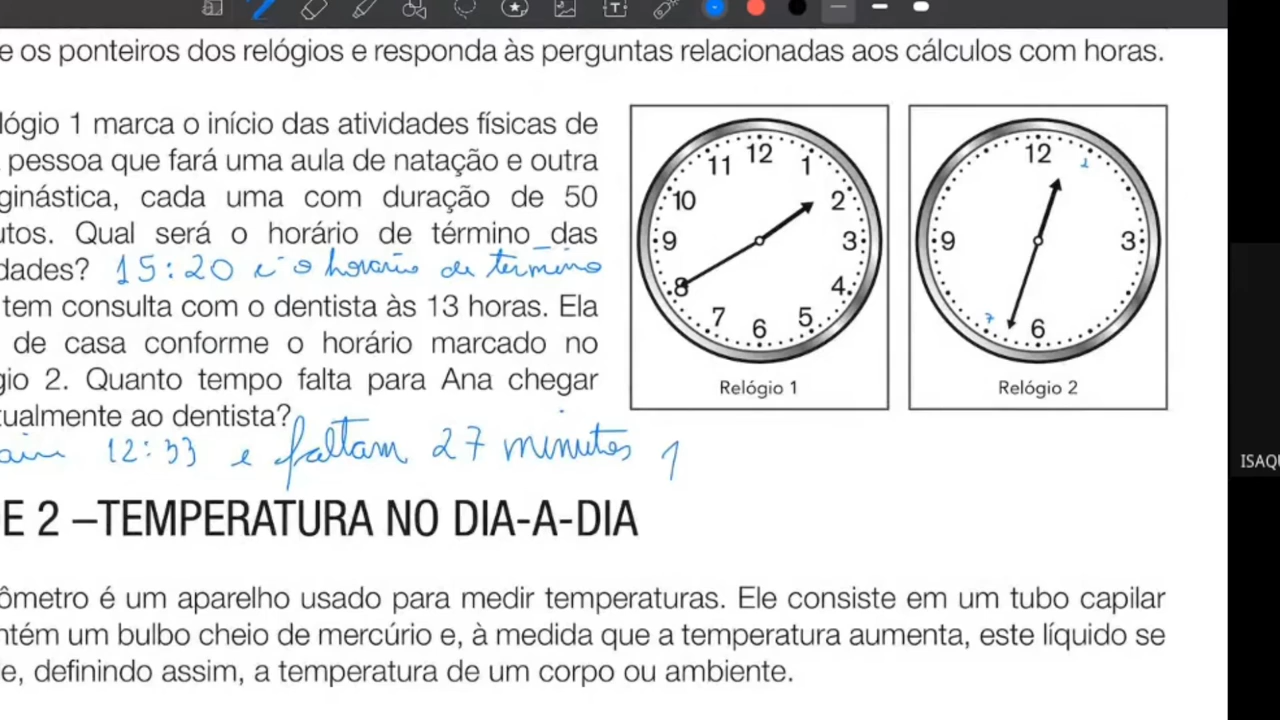 e os ponteiros dos relógios e responda às perguntas relacionadas aos cálculos com horas.
lógio 1 marca o início das atividades físicas de
pessoa que fará uma aula de natação e outra
ginástica, cada uma com duração de 50
utos. Qual será o horário de término das
dades? 15:20 é o horário de término
tem consulta com o dentista às 13 horas. Ela
de casa conforme o horário marcado no
gio 2. Quanto tempo falta para Ana chegar
tualmente ao dentista?
12:33 e faltam 27 minutos 1
12
11
1
10
2
9
3
8
4
7
6
5
Relógio 1
12
1
9
3
7
6
Relógio 2
E 2 –TEMPERATURA NO DIA-A-DIA
ômetro é um aparelho usado para medir temperaturas. Ele consiste em um tubo capilar
ntém um bulbo cheio de mercúrio e, à medida que a temperatura aumenta, este líquido se
e, definindo assim, a temperatura de um corpo ou ambiente.
ISAQU